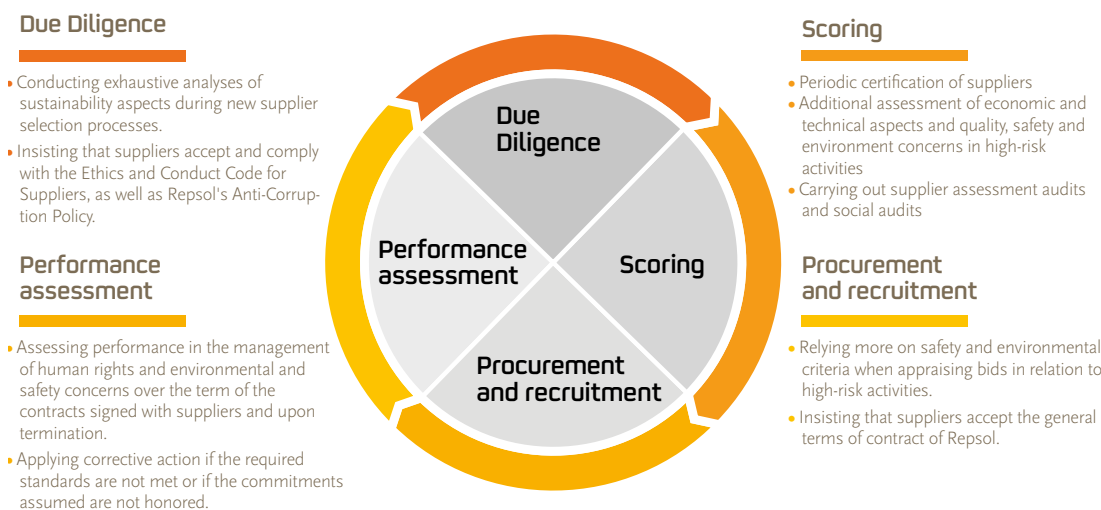 Due Diligence
• Conducting exhaustive analyses of
sustainability aspects during new supplier
selection processes.
• Insisting that suppliers accept and comply
with the Ethics and Conduct Code for
Suppliers, as well as Repsol's Anti-Corrup-
tion Policy.
Performance
assessment
• Assessing performance in the management
of human rights and environmental and
safety concerns over the term of the
contracts signed with suppliers and upon
termination.
• Applying corrective action if the required
standards are not met or if the commitments
assumed are not honored.
Due
Diligence
Performance
assessment
Scoring
Procurement
and recruitment
Scoring
• Periodic certification of suppliers
• Additional assessment of economic and
technical aspects and quality, safety and
environment concerns in high-risk
activities
• Carrying out supplier assessment audits
and social audits
Procurement
and recruitment
• Relying more on safety and environmental
criteria when appraising bids in relation to
high-risk activities.
• Insisting that suppliers accept the general
terms of contract of Repsol.